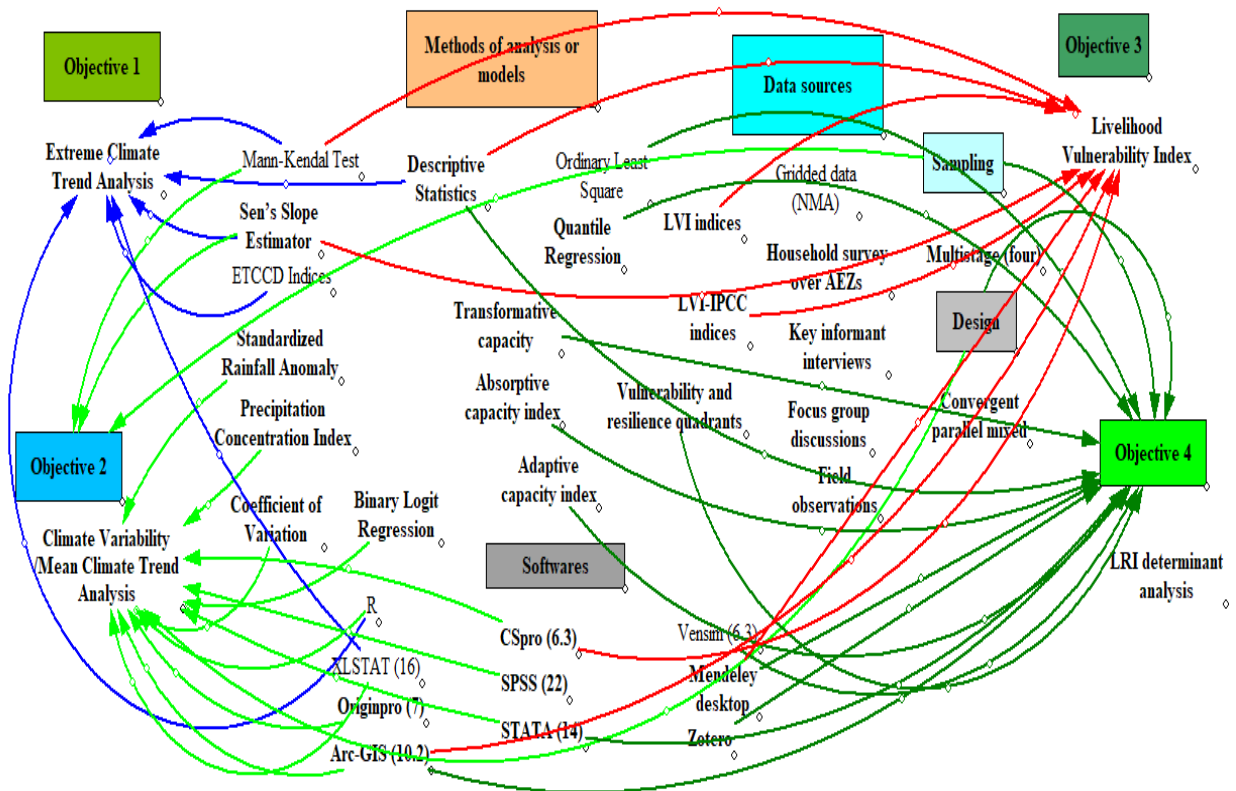 Objective 1
Methods of analysis or
models
Data sources
Objective 3
Extreme Climate
Trend Analysis
Mann-Kendal Test
Descriptive
Statistics
Ordinary Least
Square
Gridded data
(NMA)
Sampling
Livelihood
Vulnerability Index
Sen's Slope
Estimator
ETCCD Indices
Quantile
Regression
LVI indices
Household survey
over AEZs
Multistage (four)
Standardized
Rainfall Anomaly
Transformative
capacity
LVI-IPCC
indices
Key informant
interviews
Design
Precipitation
Concentration Index
Absorptive
capacity index
Vulnerability and
resilience quadrants
Focus group
discussions
Convergent
parallel mixed
Objective 2
Objective 4
Coefficient of
Variation
Binary Logit
Regression
Adaptive
capacity index
Field
observations
Climate Variability
/Mean Climate Trend
Analysis
Softwares
LRI determinant
analysis
R
CSpro (6.3)
Vensim (6.3)
XLSTAT (16)
SPSS (22)
Mendeley
desktop
Originpro (7)
STATA (14)
Zotero
Arc-GIS (10.2)